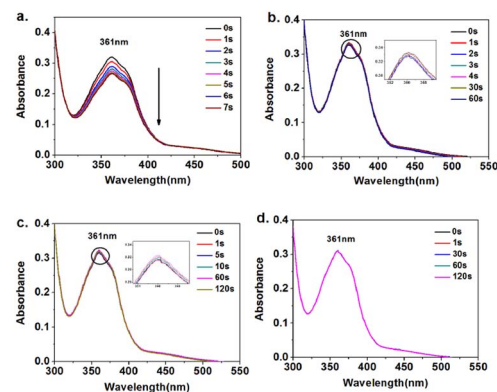 a.
361nm
0s
1s
2s
3s
4s
5s
6s
7s
Absorbance
0.4
0.3
0.2
0.1
0.0
300 350 400 450 500
Wavelength(nm)
b.
361nm
0s
1s
2s
3s
4s
30s
60s
Absorbance
0.4
0.3
0.2
0.1
0.0
300 350 400 450 500 550
Wavelength(nm)
c.
361nm
0s
1s
5s
10s
60s
120s
Absorbance
0.4
0.3
0.2
0.1
0.0
300 350 400 450 500
Wavelength(nm)
d.
361nm
0s
1s
30s
60s
120s
Absorbance
0.4
0.3
0.2
0.1
0.0
300 350 400 450 500 550
Wavelength(nm)